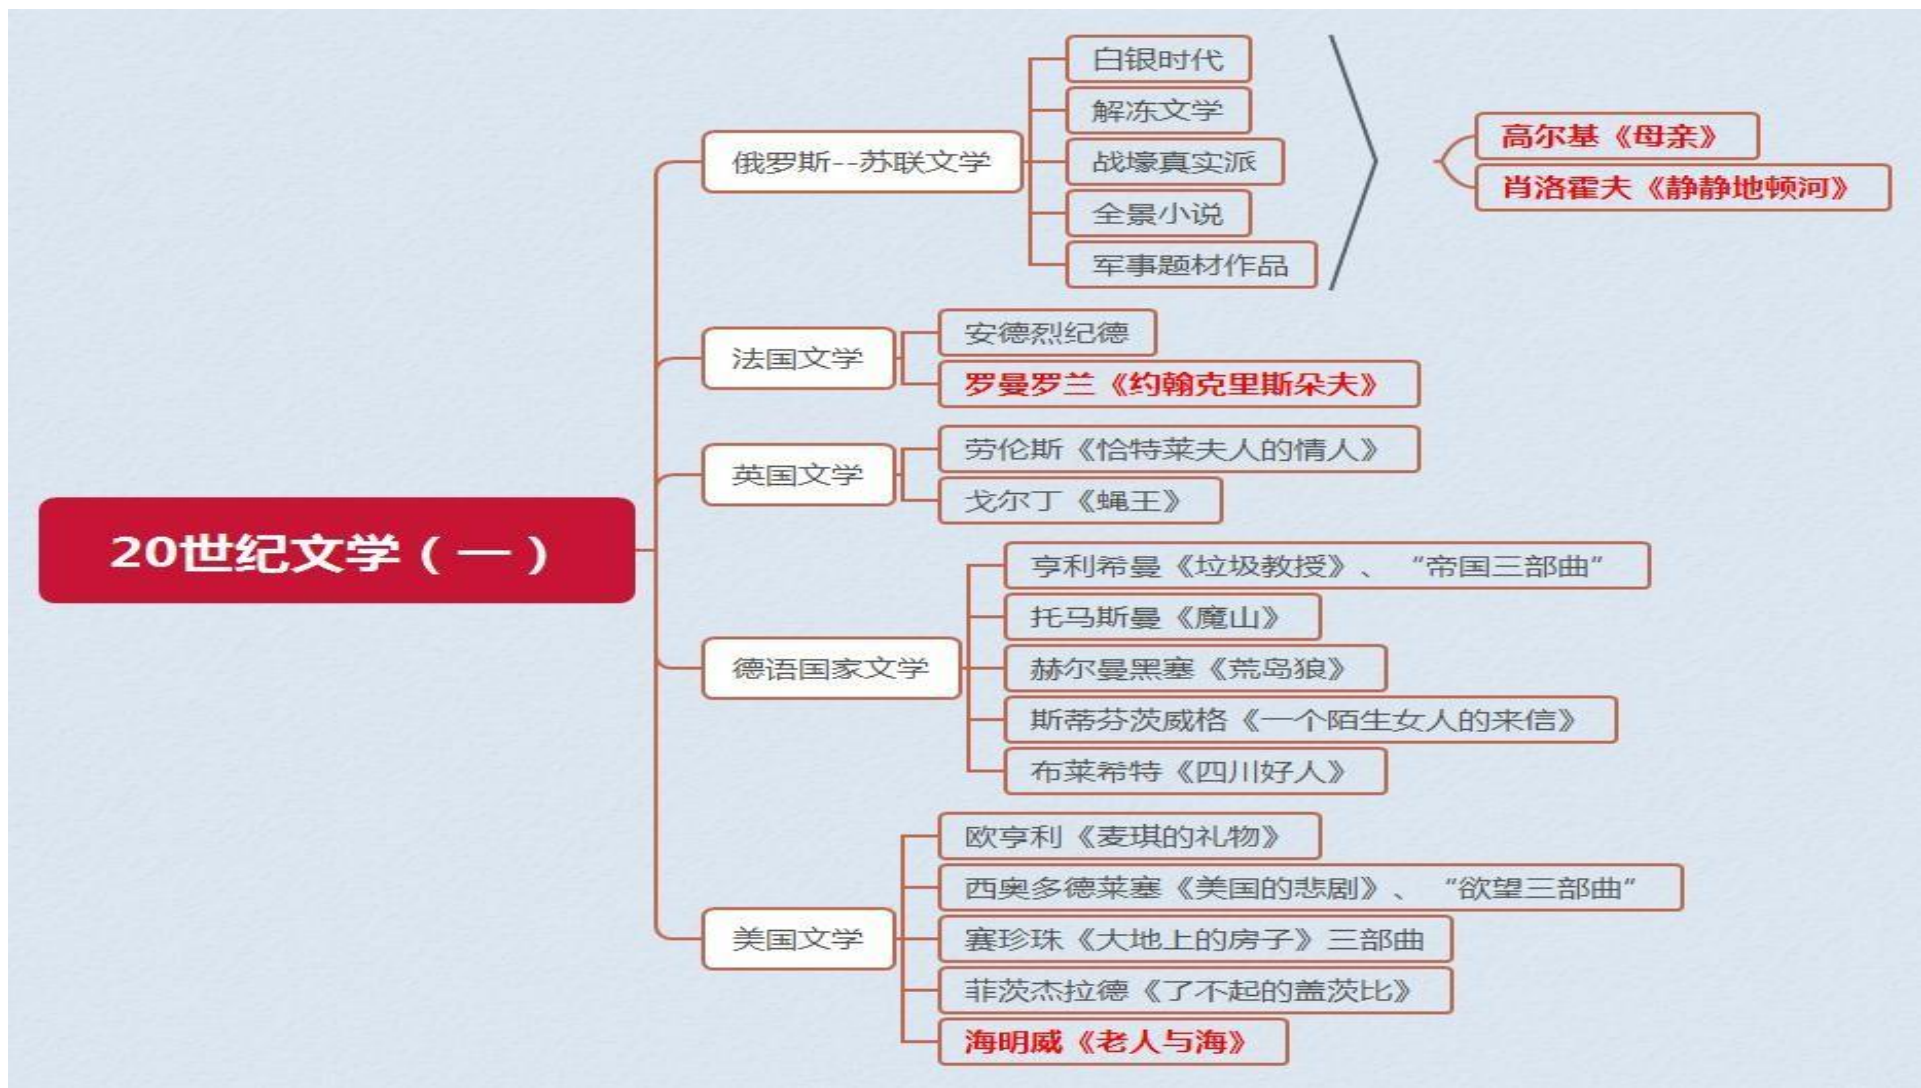 20世纪文学（一）
俄罗斯--苏联文学
白银时代
解冻文学
战壕真实派
全景小说
军事题材作品
高尔基《母亲》
肖洛霍夫《静静地顿河》
法国文学
安德烈纪德
罗曼罗兰《约翰克里斯朵夫》
英国文学
劳伦斯《恰特莱夫人的情人》
戈尔丁《蝇王》
德语国家文学
亨利希曼《垃圾教授》、“帝国三部曲”
托马斯曼《魔山》
赫尔曼黑塞《荒岛狼》
斯蒂芬茨威格《一个陌生女人的来信》
布莱希特《四川好人》
美国文学
欧亨利《麦琪的礼物》
西奥多德莱塞《美国的悲剧》、“欲望三部曲”
赛珍珠《大地上的房子》三部曲
菲茨杰拉德《了不起的盖茨比》
海明威《老人与海》